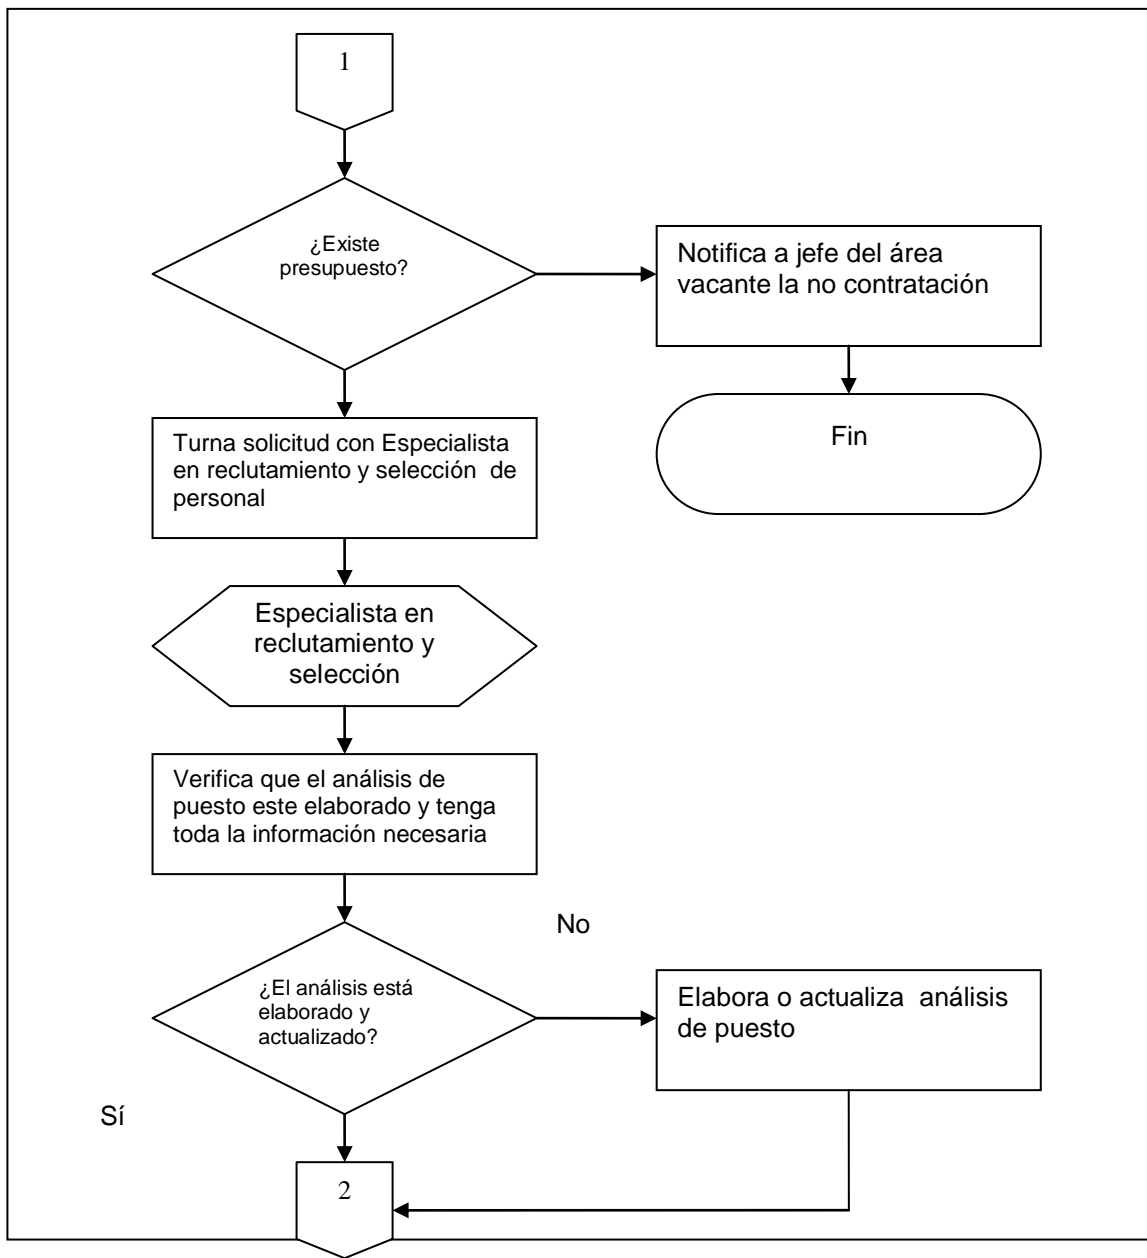 1
¿Existe
presupuesto?
Notifica a jefe del área
vacante la no contratación
Fin
Turna solicitud con Especialista
en reclutamiento y selección  de
personal
Especialista en
reclutamiento y
selección
Verifica que el análisis de
puesto este elaborado y tenga
toda la información necesaria
No
¿El análisis está
elaborado y
actualizado?
Elabora o actualiza  análisis
de puesto
Sí
2